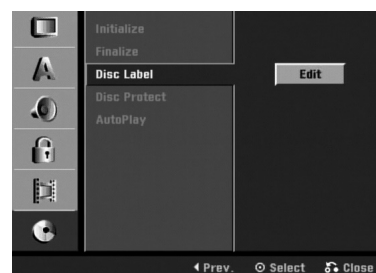 Initialize
Finalize
Disc Label
Edit
Disc Protect
AutoPlay
Prev. Select Close